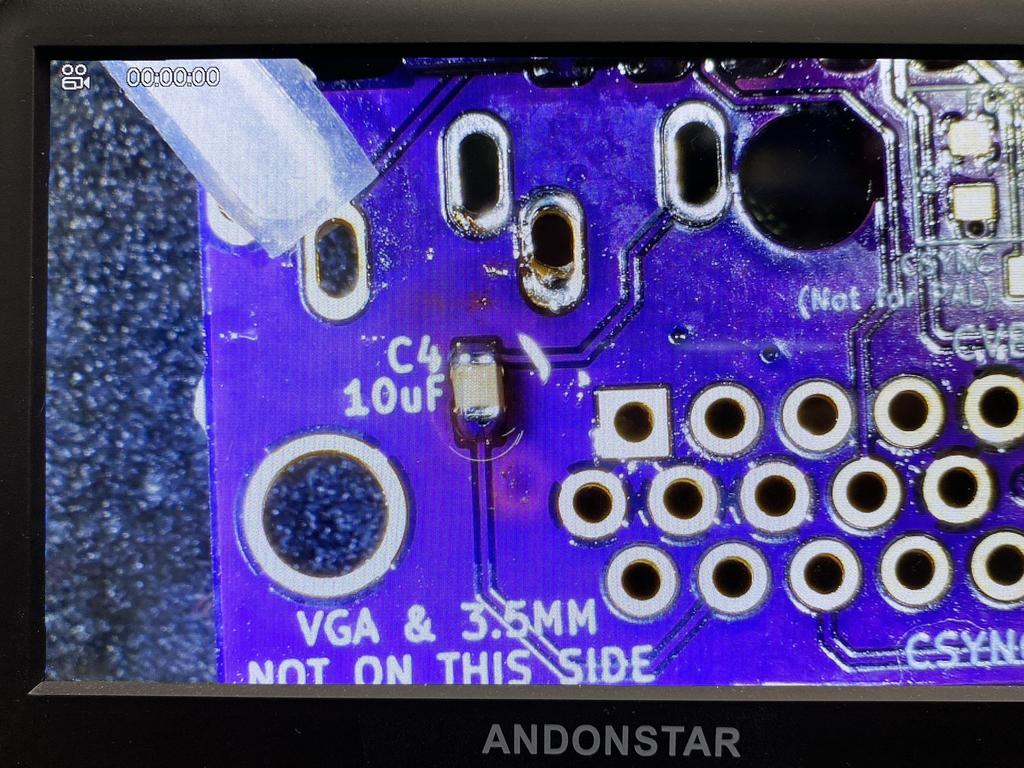 00:00:00
CSYNC
(Not for PAL)
C4
10uF
VGA & 3.5MM
NOT ON THIS SIDE
CSYNC
ANDONSTAR